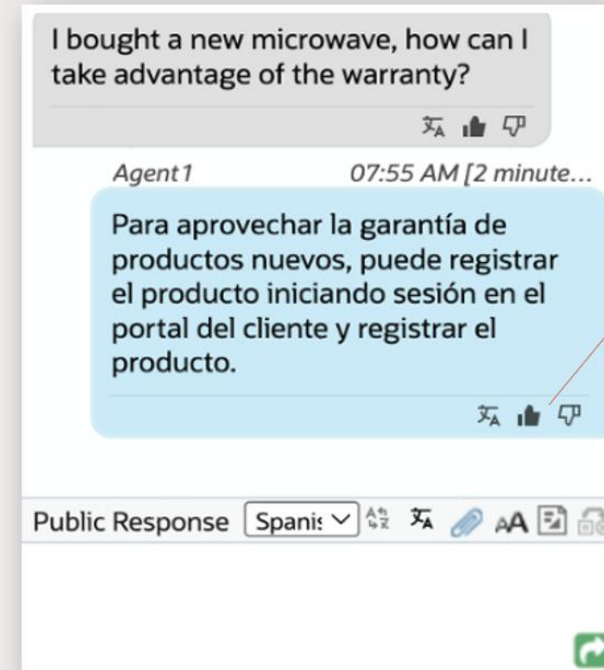 I bought a new microwave, how can I
take advantage of the warranty?
Agent1 07:55 AM [2 minute...
Para aprovechar la garantía de
productos nuevos, puede registrar
el producto iniciando sesión en el
portal del cliente y registrar el
producto.
Public Response Spanis